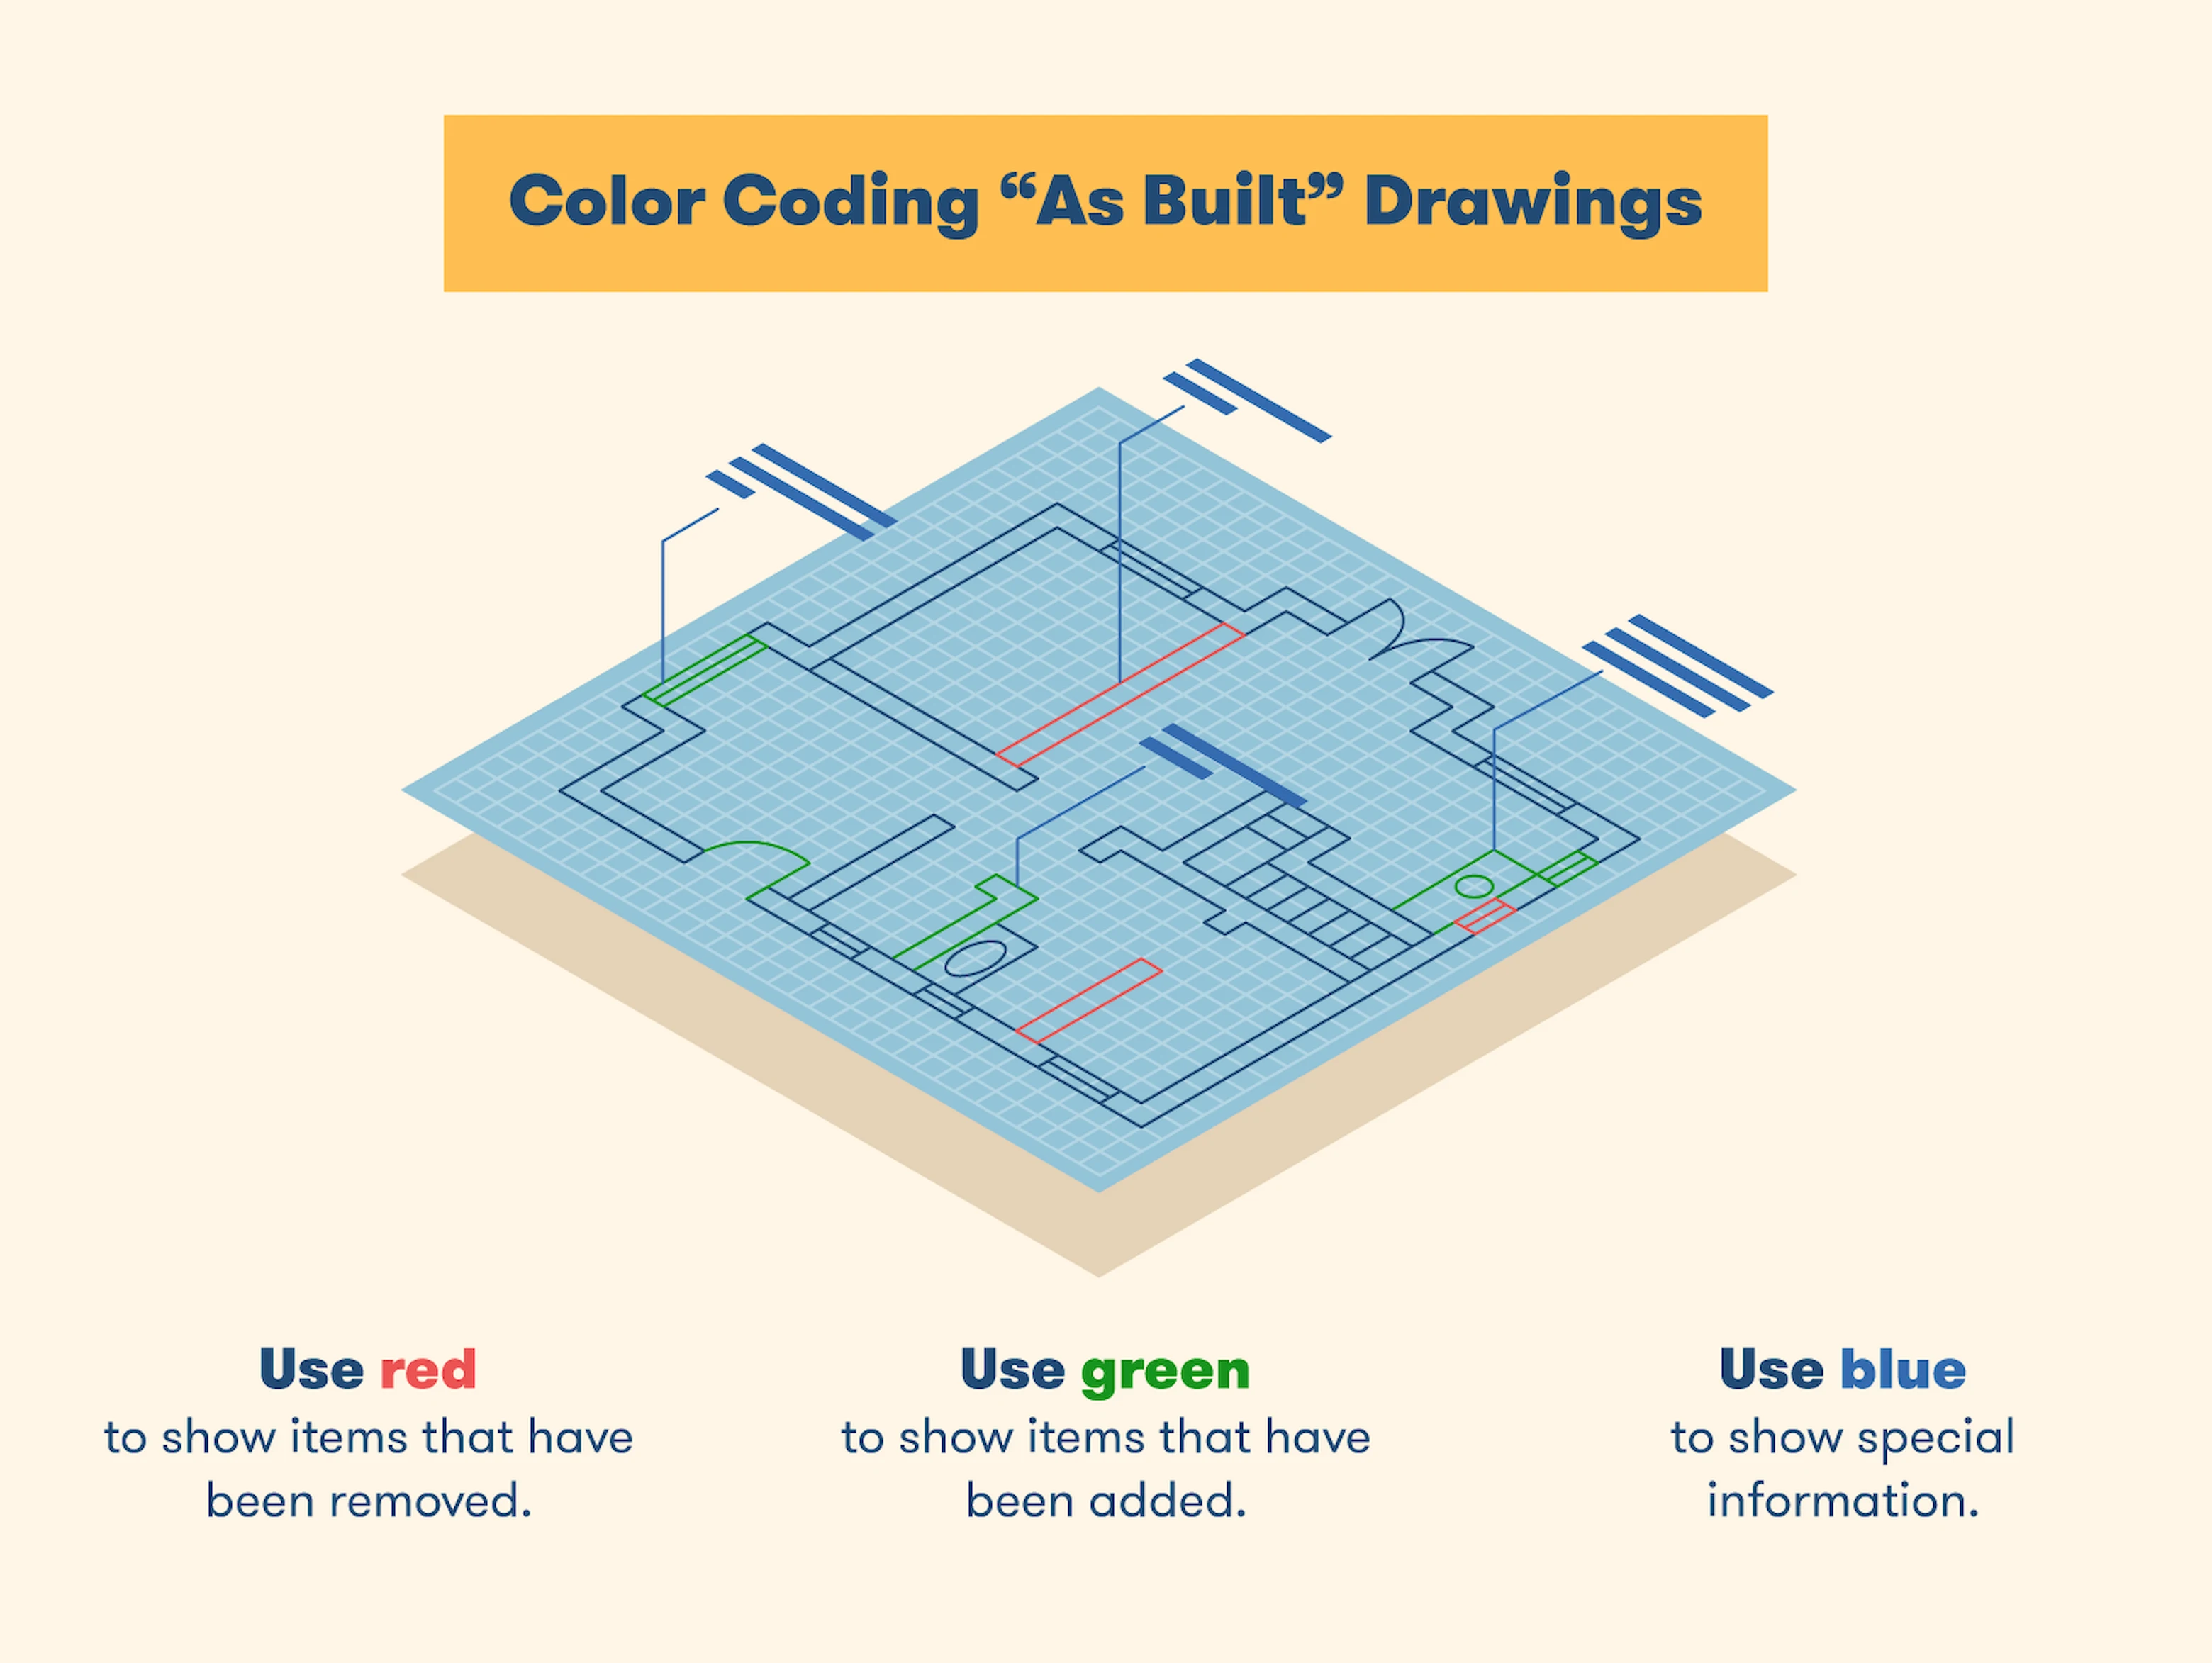 Color Coding “As Built” Drawings
Use red
to show items that have
been removed.
Use green
to show items that have
been added.
Use blue
to show special
information.